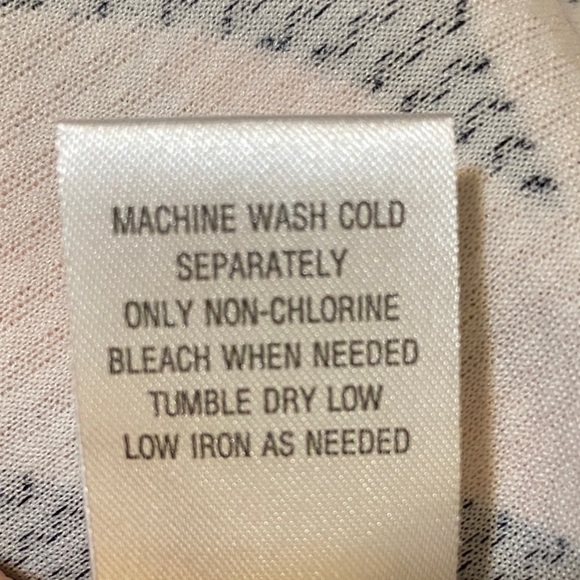 MACHINE WASH COLD
SEPARATELY
ONLY NON-CHLORINE
BLEACH WHEN NEEDED
TUMBLE DRY LOW
LOW IRON AS NEEDED